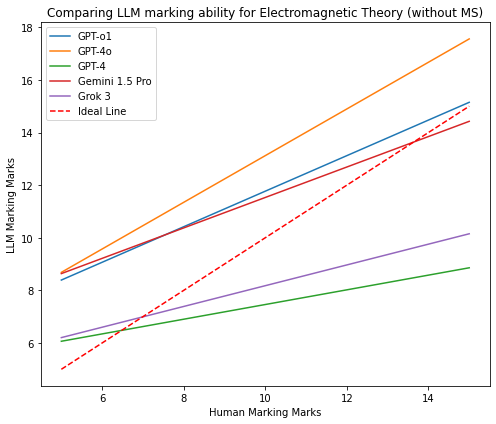 Comparing LLM marking ability for Electromagnetic Theory (without MS)
GPT-o1
GPT-4o
GPT-4
Gemini 1.5 Pro
Grok 3
Ideal Line
18
16
14
12
10
8
6
LLM Marking Marks
6 8 10 12 14
Human Marking Marks